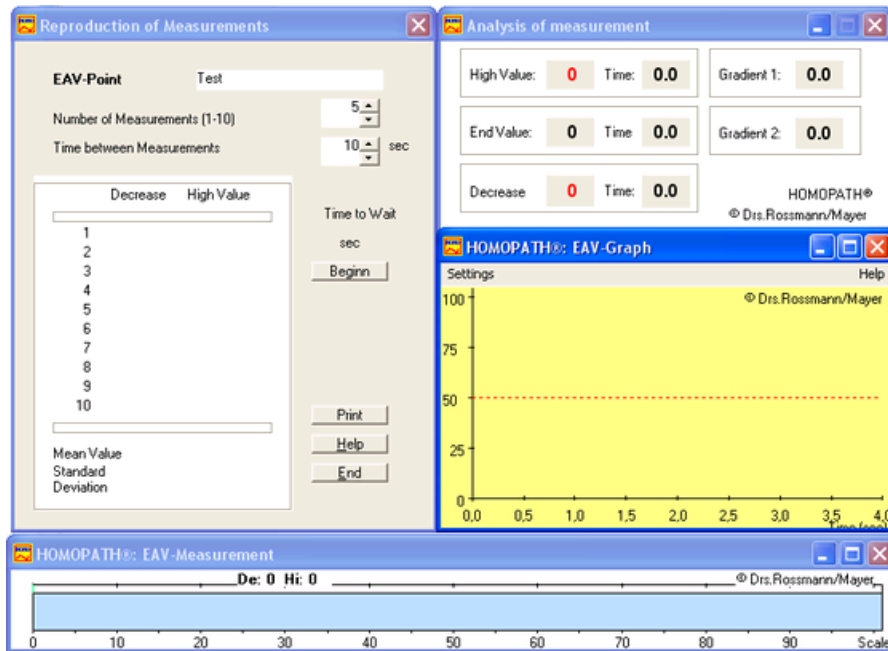 Reproduction of Measurements
EAV-Point Test
Number of Measurements (1-10) 5
Time between Measurements 10 sec
Decrease High Value
1
2
3
4
5
6
7
8
9
10
Mean Value
Standard
Deviation
Time to Wait
sec
Beginn
Print
Help
End
Analysis of measurement
High Value: 0 Time: 0.0 Gradient 1: 0.0
End Value: 0 Time 0.0 Gradient 2: 0.0
Decrease 0 Time: 0.0
HOMOPATH®
© Drs.Rossmann/Mayer
HOMOPATH®: EAV-Graph
Settings Help
© Drs.Rossmann/Mayer
100
75
50
25
0
0,0 0,5 1,0 1,5 2,0 2,5 3,0 3,5 4,0
HOMOPATH®: EAV-Measurement
De: 0 Hi: 0 © Drs.Rossmann/Mayer
0 10 20 30 40 50 60 70 80 90 Scale